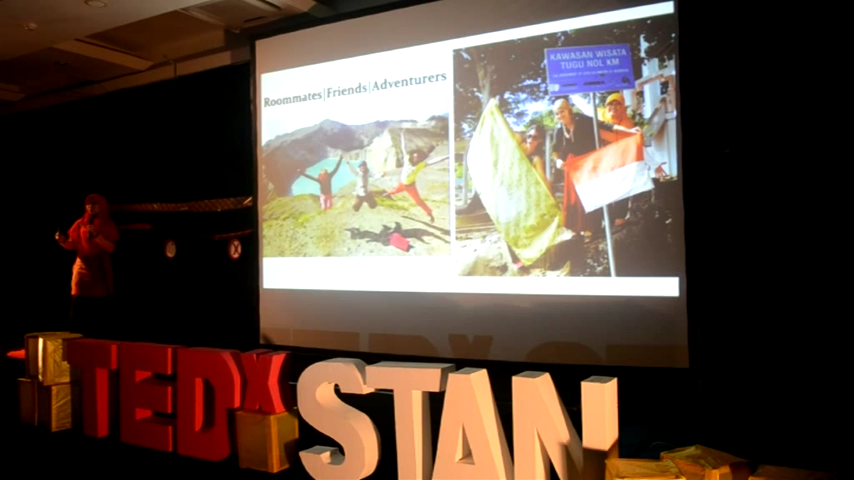 Roommates|Friends|Adventurers
KAWASAN WISATA
TUGU NOL KM
TEDx
STAN